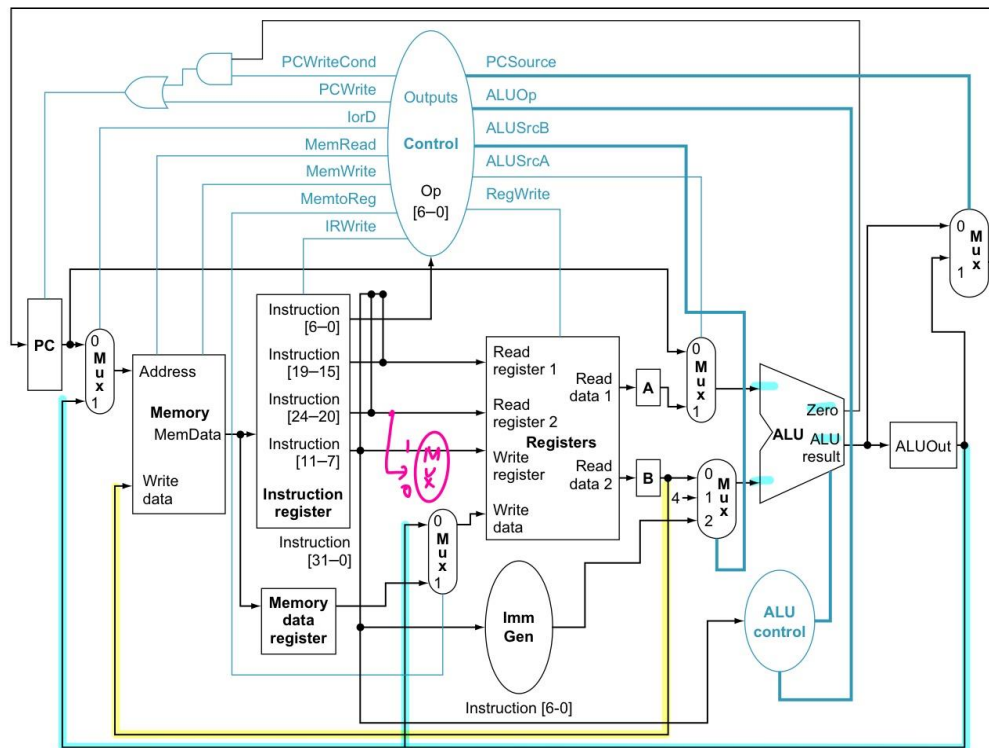 PCWriteCond
PCWrite
IorD
MemRead
MemWrite
MemtoReg
IRWrite
Outputs
Control
Op
[6–0]
PCSource
ALUOp
ALUSrcB
ALUSrcA
RegWrite
0
M
u
x
1
PC
0
M
u
x
1
Address
Memory
MemData
Write
data
Instruction
[6–0]
Instruction
[19–15]
Instruction
[24–20]
Instruction
[11–7]
Instruction
register
Instruction
[31–0]
Memory
data
register
1
M
u
x
0
0
M
u
x
1
Read
register 1
Read
register 2
Registers
Write
register
Write
data
Read
data 1
Read
data 2
Imm
Gen
Instruction [6-0]
A
B
0
M
u
x
1
0
4
1
M
u
x
2
Zero
ALU
ALU
result
ALUOut
ALU
control